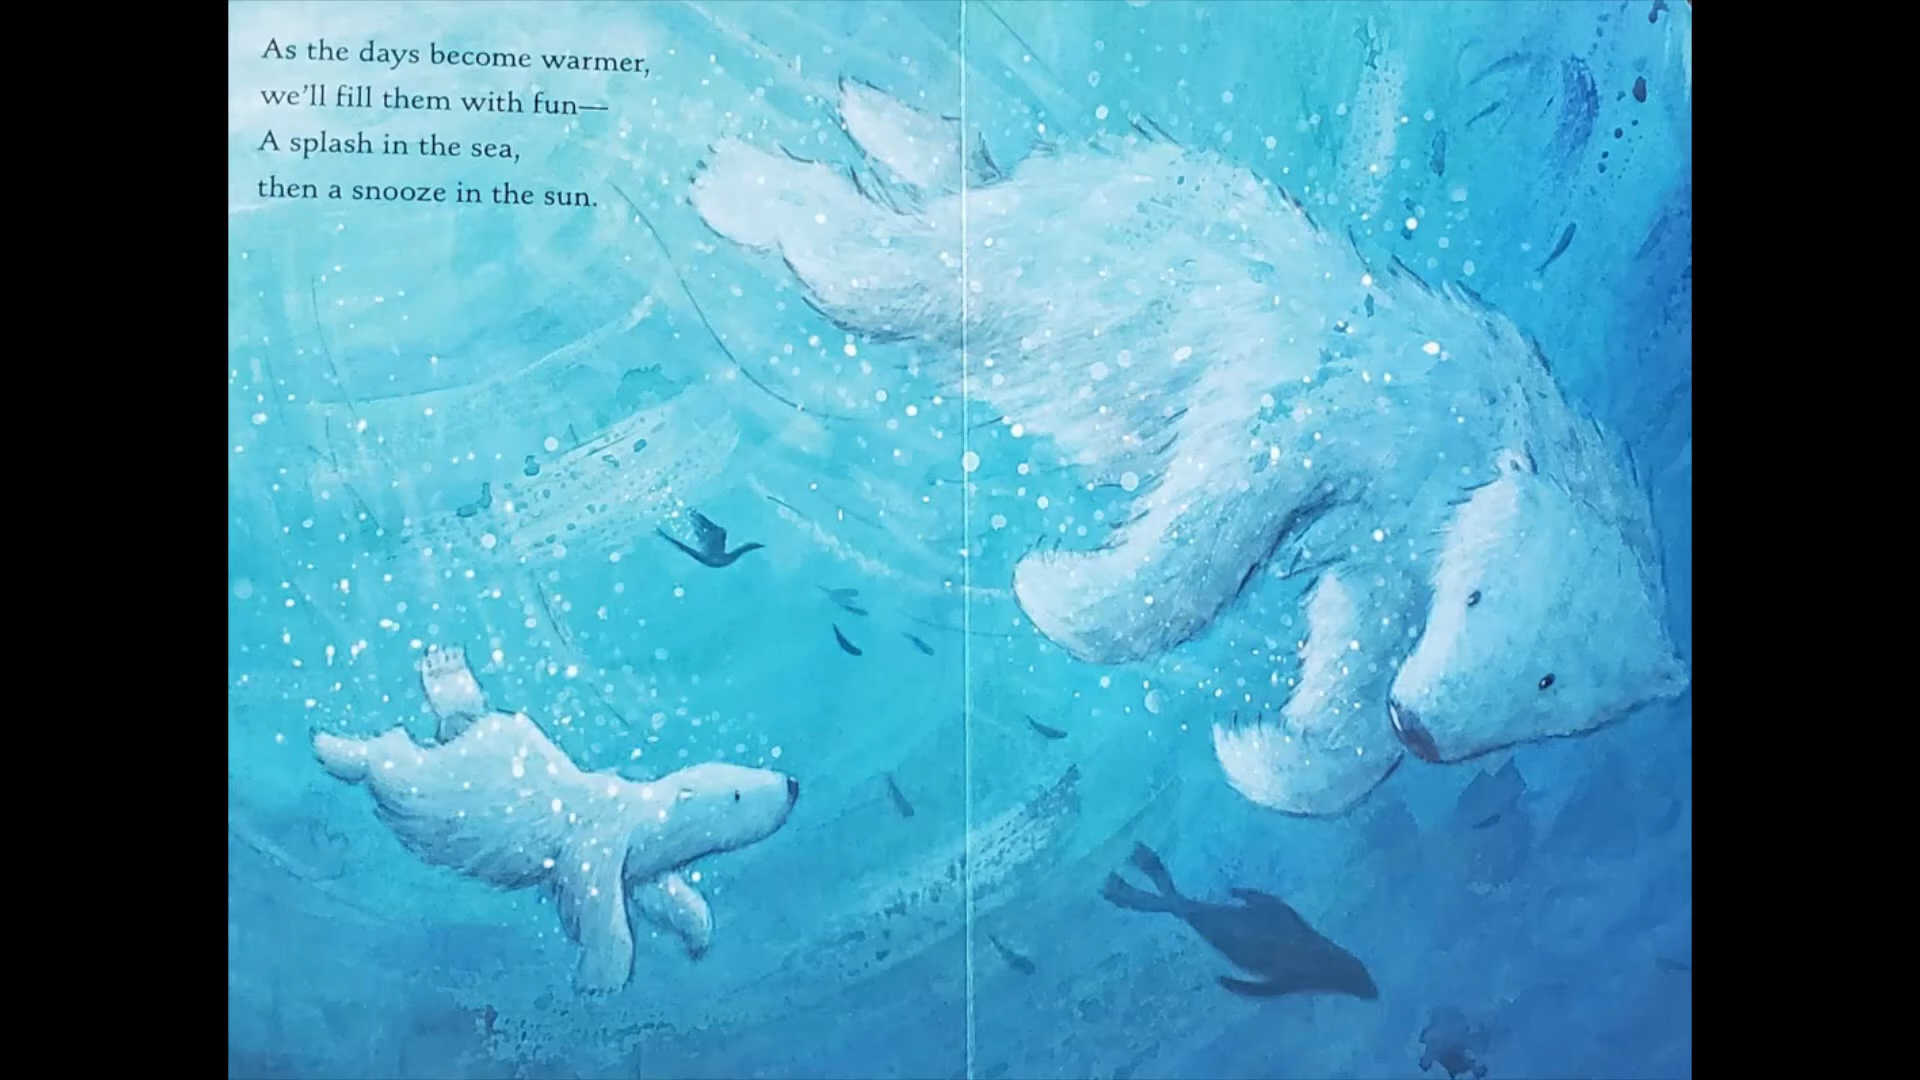 As the days become warmer,
we'll fill them with fun—
A splash in the sea,
then a snooze in the sun.